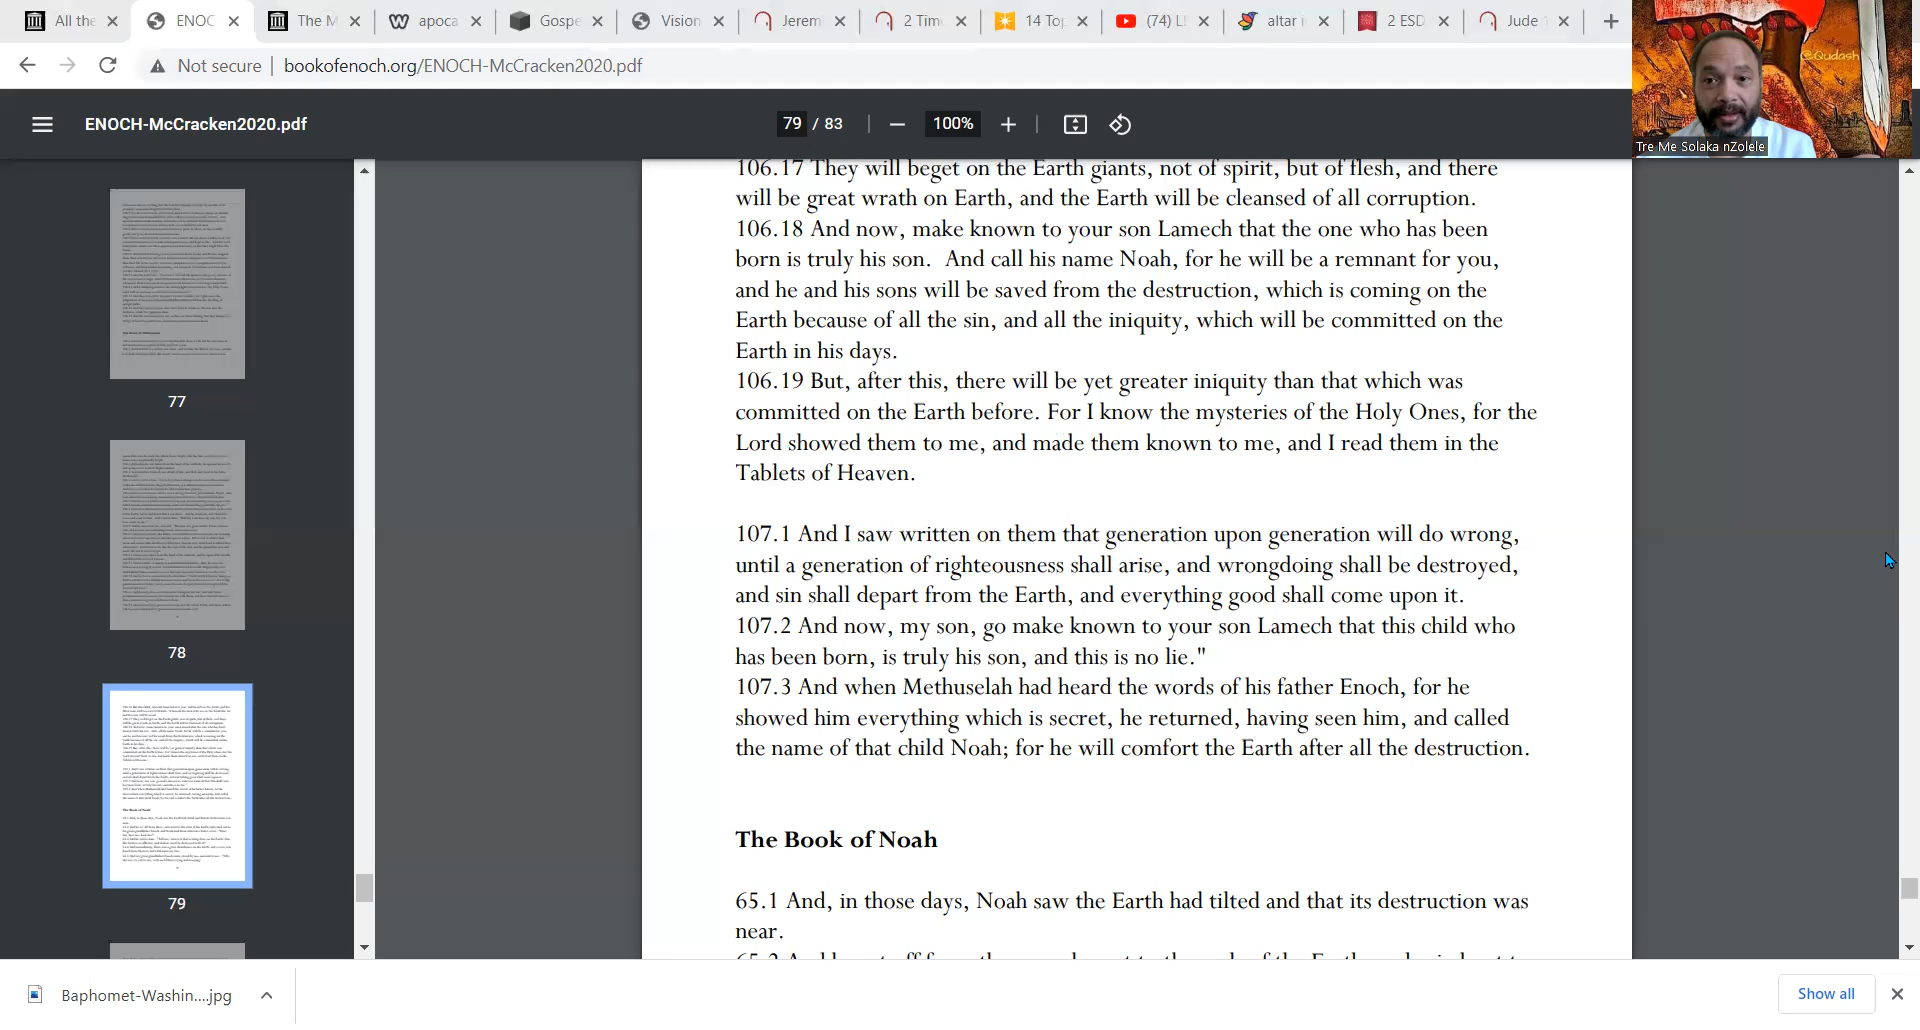 All the
ENOC
The M
apoca
Gospe
Vision
Jerem
2 Tim
14 Top
(74) L
altar i
2 ESD
Jude 1
Not secure
bookofenoch.org/ENOCH-McCracken2020.pdf
@Qudash
Tre Me Solaka nZolele
ENOCH-McCracken2020.pdf
79 / 83
100%
77
78
79
106.17 They will beget on the Earth giants, not of spirit, but of flesh, and there
will be great wrath on Earth, and the Earth will be cleansed of all corruption.
106.18 And now, make known to your son Lamech that the one who has been
born is truly his son. And call his name Noah, for he will be a remnant for you,
and he and his sons will be saved from the destruction, which is coming on the
Earth because of all the sin, and all the iniquity, which will be committed on the
Earth in his days.
106.19 But, after this, there will be yet greater iniquity than that which was
committed on the Earth before. For I know the mysteries of the Holy Ones, for the
Lord showed them to me, and made them known to me, and I read them in the
Tablets of Heaven.
107.1 And I saw written on them that generation upon generation will do wrong,
until a generation of righteousness shall arise, and wrongdoing shall be destroyed,
and sin shall depart from the Earth, and everything good shall come upon it.
107.2 And now, my son, go make known to your son Lamech that this child who
has been born, is truly his son, and this is no lie."
107.3 And when Methuselah had heard the words of his father Enoch, for he
showed him everything which is secret, he returned, having seen him, and called
the name of that child Noah; for he will comfort the Earth after all the destruction.
The Book of Noah
65.1 And, in those days, Noah saw the Earth had tilted and that its destruction was
near.
Baphomet-Washin....jpg
Show all